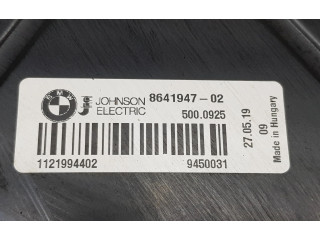 BMW
JOHNSON
ELECTRIC
8641947-02
500.0925
1121994402
9450031
27.05.19
09
Made in Hungary